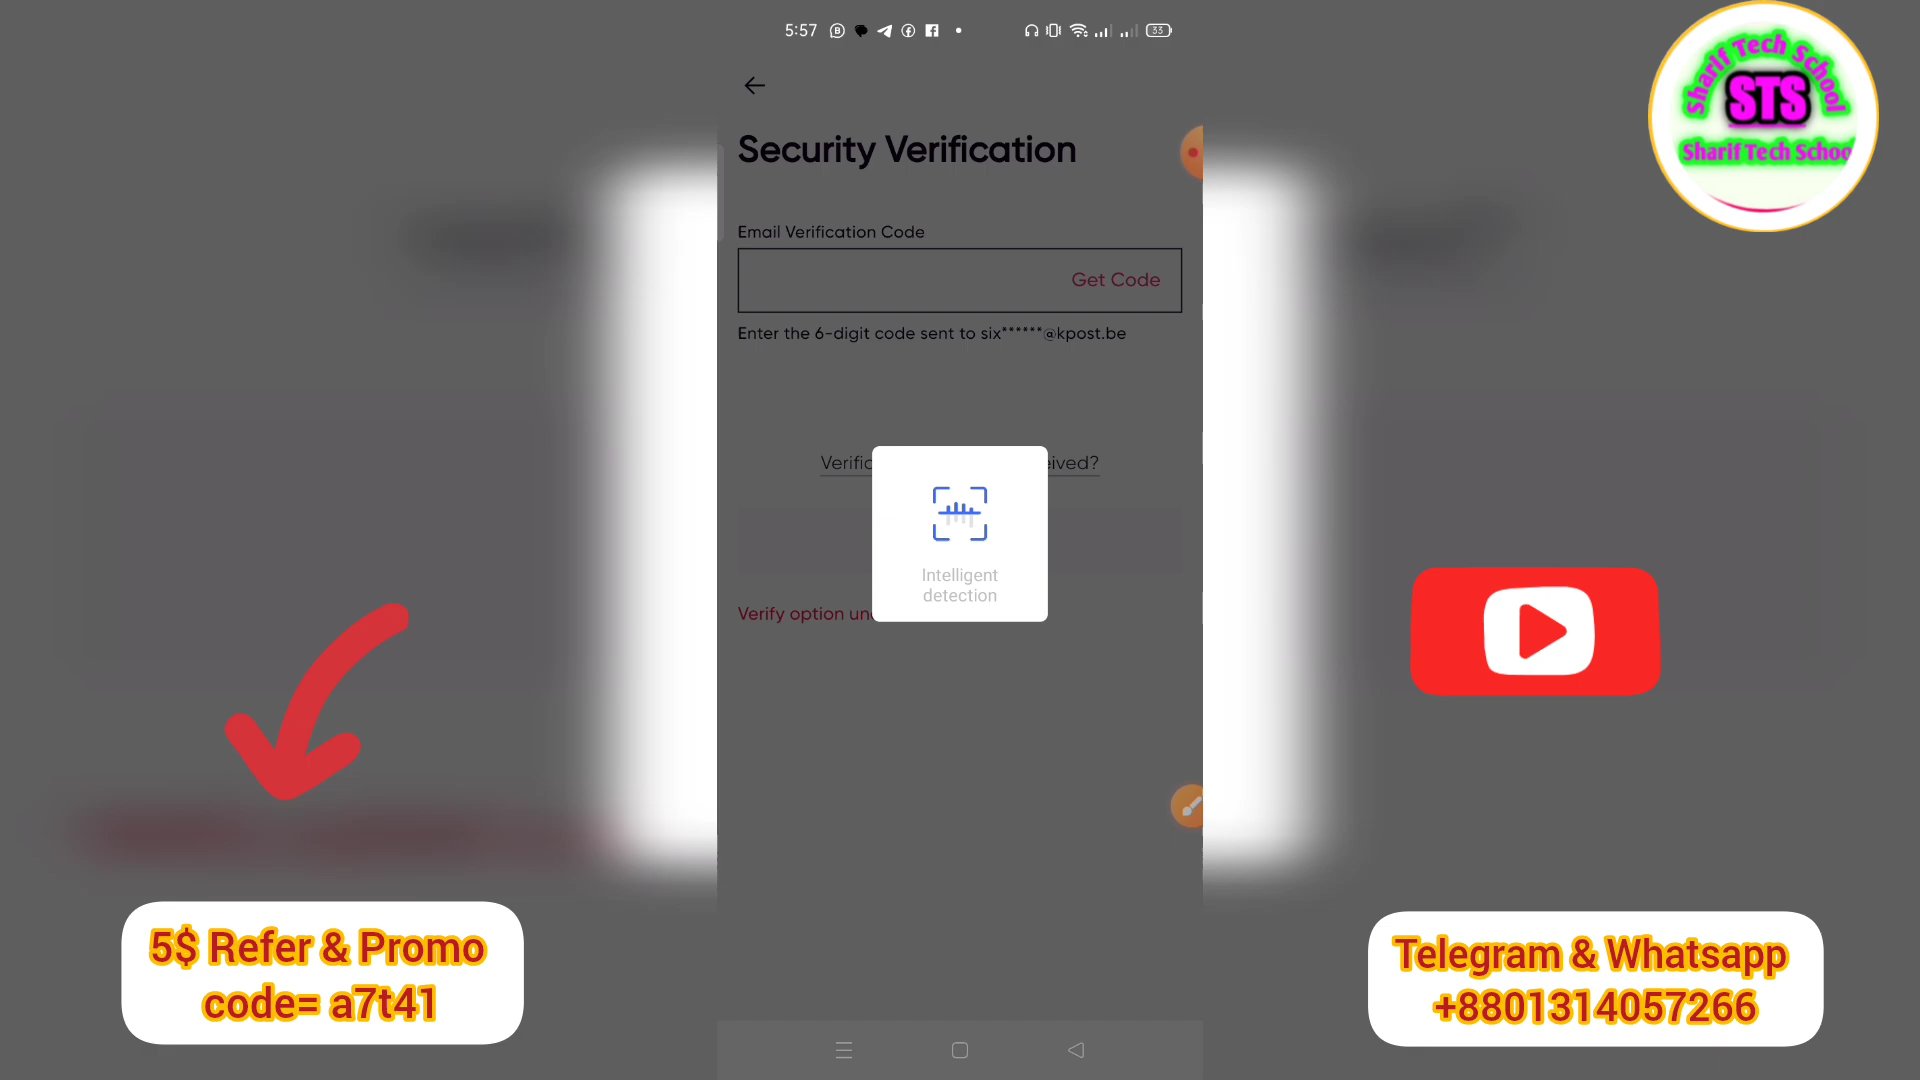 5:57
33
Sharif Tech School
STS
Sharif Tech Schoo
Security Verification
Email Verification Code
Get Code
Enter the 6-digit code sent to six******@kpost.be
Verific
eived?
Intelligent
detection
Verify option un
5$ Refer & Promo
code= a7t41
Telegram & Whatsapp
+8801314057266